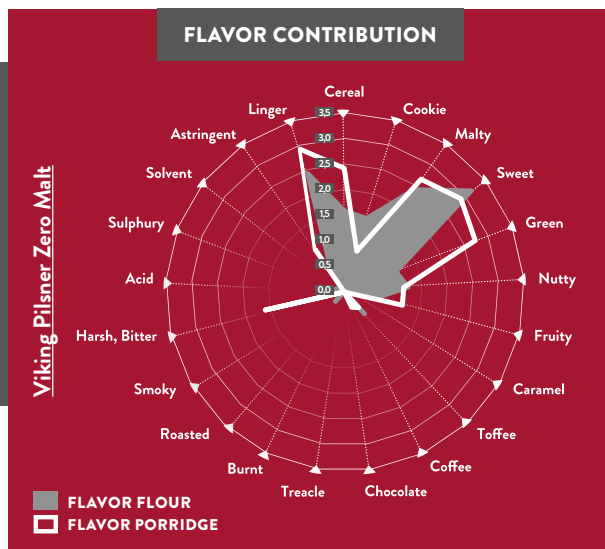 FLAVOR CONTRIBUTION
Viking Pilsner Zero Malt
Cereal
Cookie
Malty
Sweet
Green
Nutty
Fruity
Caramel
Toffee
Coffee
Chocolate
Treacle
Burnt
Roasted
Smoky
Harsh, Bitter
Acid
Sulphury
Solvent
Astringent
Linger
3,5
3,0
2,5
2,0
1,5
1,0
0,5
0,0
FLAVOR FLOUR
FLAVOR PORRIDGE